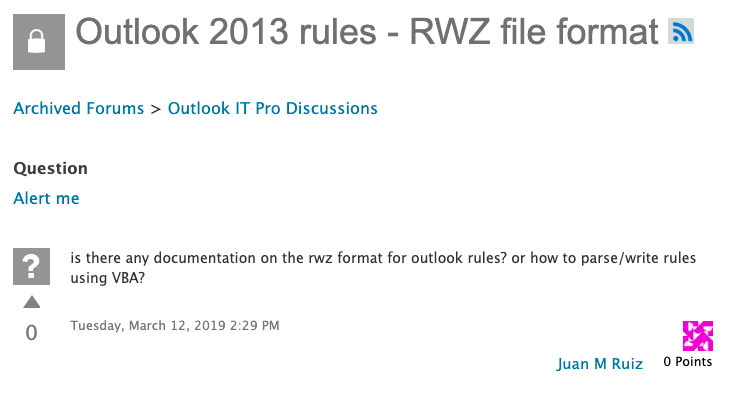 Outlook 2013 rules - RWZ file format
Archived Forums > Outlook IT Pro Discussions
Question
Alert me
?
is there any documentation on the rwz format for outlook rules? or how to parse/write rules
using VBA?
0
Tuesday, March 12, 2019 2:29 PM
Juan M Ruiz 0 Points